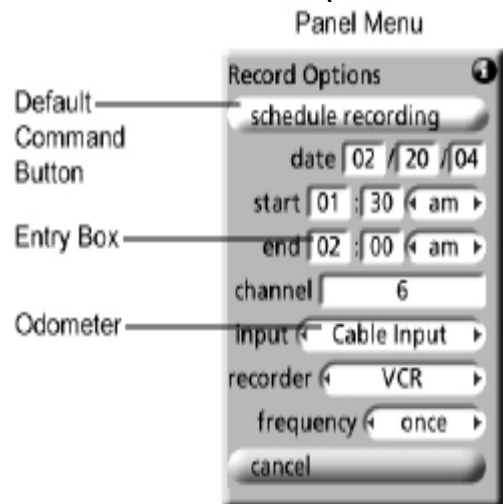 Panel Menu
Record Options i
Default
Command
Button
schedule recording
date 02 / 20 / 04
start 01 : 30 am
Entry Box
end 02 : 00 am
channel 6
Odometer
input Cable Input
recorder VCR
frequency once
cancel